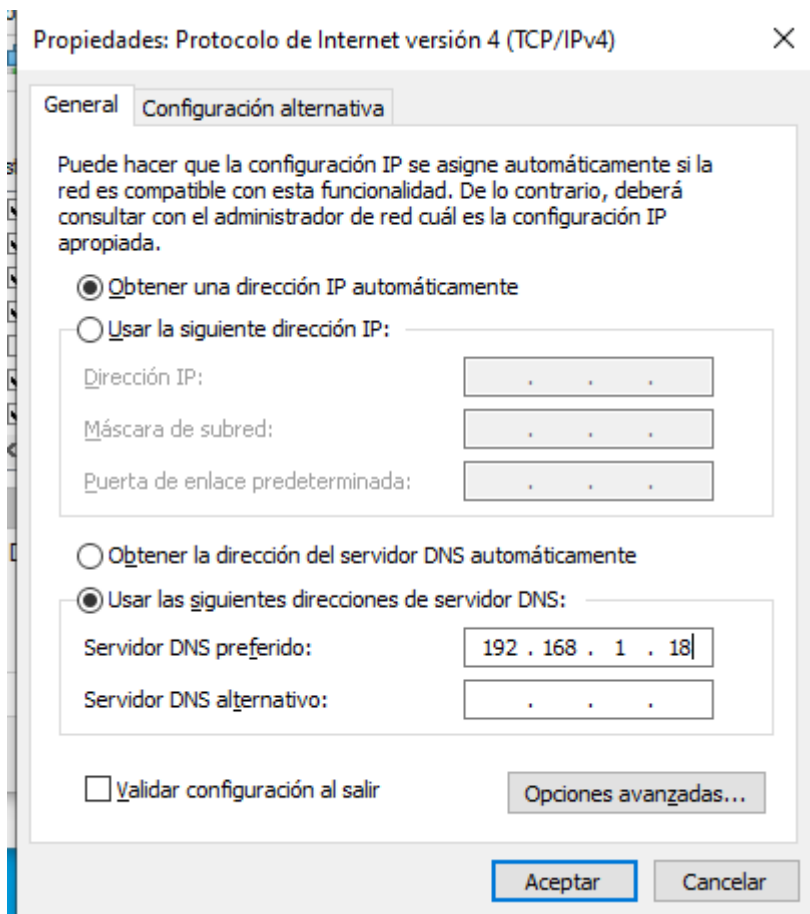 Propiedades: Protocolo de Internet versión 4 (TCP/IPv4)
General
Configuración alternativa
Puede hacer que la configuración IP se asigne automáticamente si la
red es compatible con esta funcionalidad. De lo contrario, deberá
consultar con el administrador de red cuál es la configuración IP
apropiada.
Obtener una dirección IP automáticamente
Usar la siguiente dirección IP:
Dirección IP:
Máscara de subred:
Puerta de enlace predeterminada:
Obtener la dirección del servidor DNS automáticamente
Usar las siguientes direcciones de servidor DNS:
Servidor DNS preferido: 192 . 168 . 1 . 18
Servidor DNS alternativo:
Validar configuración al salir
Opciones avanzadas...
Aceptar
Cancelar